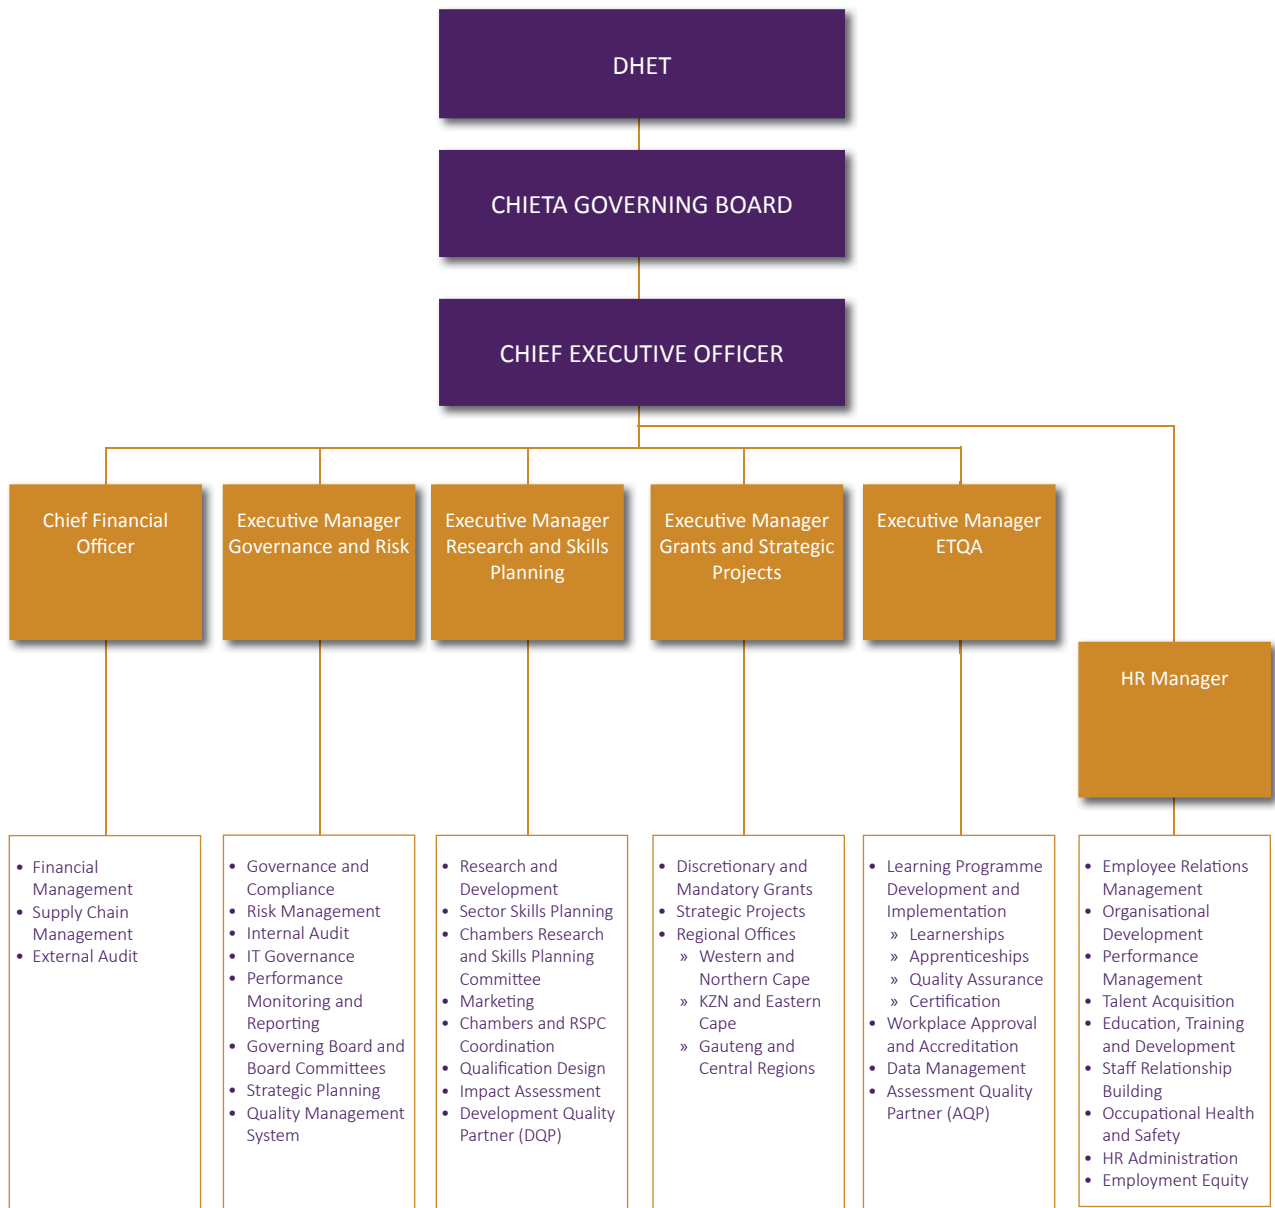 DHET
CHIETA GOVERNING BOARD
CHIEF EXECUTIVE OFFICER
Chief Financial
Officer
Executive Manager
Governance and Risk
Executive Manager
Research and Skills
Planning
Executive Manager
Grants and Strategic
Projects
Executive Manager
ETQA
HR Manager
• Financial
Management
• Supply Chain
Management
• External Audit
• Governance and
Compliance
• Risk Management
• Internal Audit
• IT Governance
• Performance
Monitoring and
Reporting
• Governing Board and
Board Committees
• Strategic Planning
• Quality Management
System
• Research and
Development
• Sector Skills Planning
• Chambers Research
and Skills Planning
Committee
• Marketing
• Chambers and RSPC
Coordination
• Qualification Design
• Impact Assessment
• Development Quality
Partner (DQP)
• Discretionary and
Mandatory Grants
• Strategic Projects
• Regional Offices
» Western and
Northern Cape
» KZN and Eastern
Cape
» Gauteng and
Central Regions
• Learning Programme
Development and
Implementation
» Learnerships
» Apprenticeships
» Quality Assurance
» Certification
• Workplace Approval
and Accreditation
• Data Management
• Assessment Quality
Partner (AQP)
• Employee Relations
Management
• Organisational
Development
• Performance
Management
• Talent Acquisition
• Education, Training
and Development
• Staff Relationship
Building
• Occupational Health
and Safety
• HR Administration
• Employment Equity